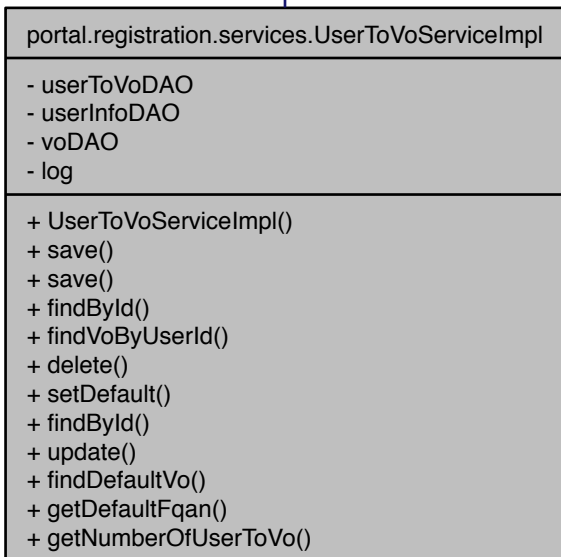 portal.registration.services.UserToVoServiceImpl
- userToVoDAO
- userInfoDAO
- voDAO
- log
+ UserToVoServiceImpl()
+ save()
+ save()
+ findById()
+ findVoByUserId()
+ delete()
+ setDefault()
+ findById()
+ update()
+ findDefaultVo()
+ getDefaultFqan()
+ getNumberOfUserToVo()